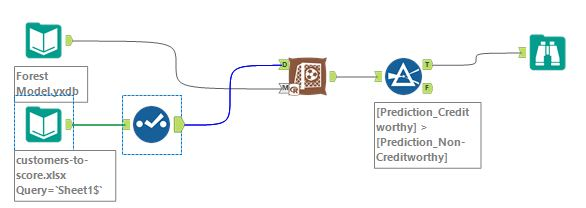 Forest
Model.yxdb
customers-to-
score.xlsx
Query=`Sheet1$`
D
M
R
T
F
[Prediction_Credit
worthy] >
[Prediction_Non-
Creditworthy]